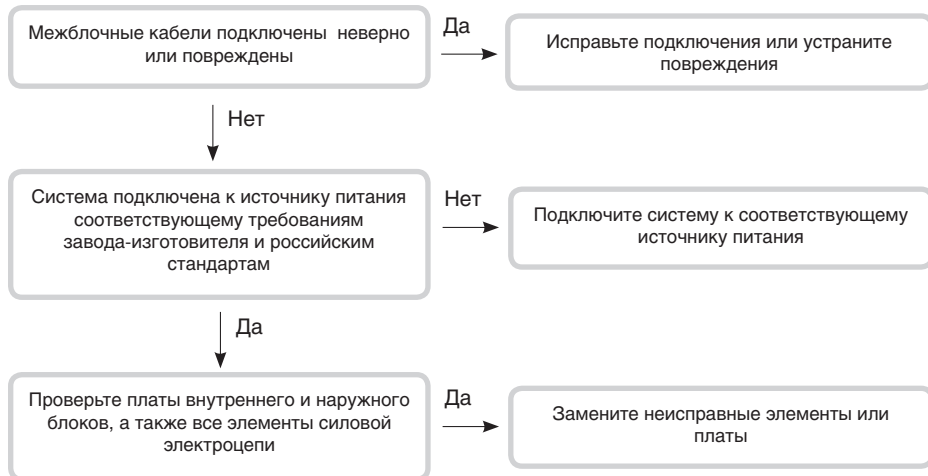 Межблочные кабели подключены неверно
или повреждены
Да
Исправьте подключения или устраните
повреждения
Нет
Система подключена к источнику питания
соответствующему требованиям
завода-изготовителя и российским
стандартам
Нет
Подключите систему к соответствующему
источнику питания
Да
Проверьте платы внутреннего и наружного
блоков, а также все элементы силовой
электроцепи
Да
Замените неисправные элементы или
платы